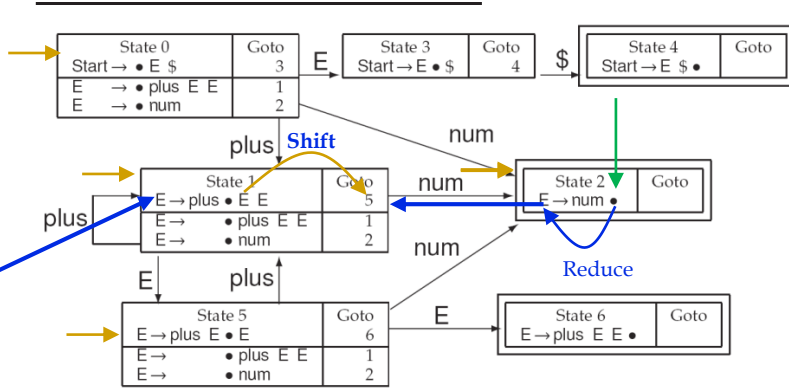 State 0 Goto
Start → • E $ 3
E → • plus E E 1
E → • num 2
E
State 3 Goto
Start → E • $ 4
$
State 4 Goto
Start → E $ •
plus
Shift
num
State 1 Goto
E → plus • E E 5
E → • plus E E 1
E → • num 2
plus
num
State 2 Goto
E → num •
Reduce
num
E
plus
State 5 Goto
E → plus E • E 6
E → • plus E E 1
E → • num 2
E
State 6 Goto
E → plus E E •